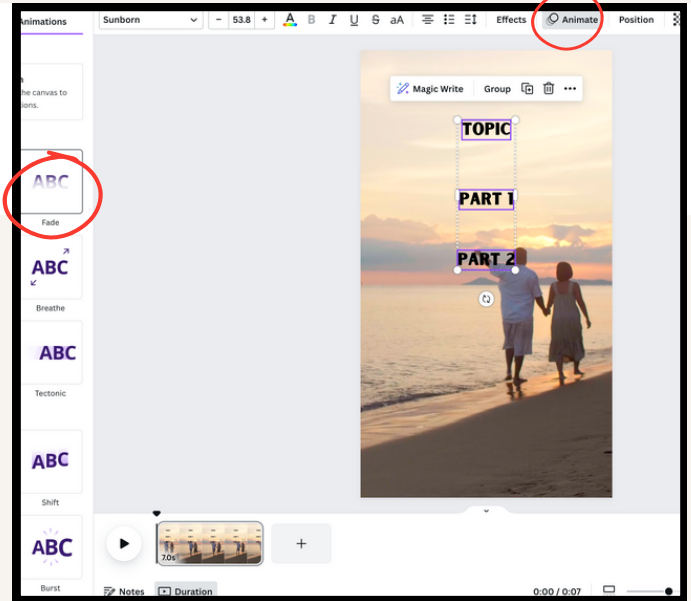 Animations
Sunborn
− 53.8 +
A B I U S aA
Effects
Animate
Position
he canvas to
ions.
Magic Write
Group
TOPIC
PART 1
PART 2
ABC
Fade
ABC
Breathe
ABC
Tectonic
ABC
Shift
ABC
Burst
7.0s
+
Notes
Duration
0:00 / 0:07